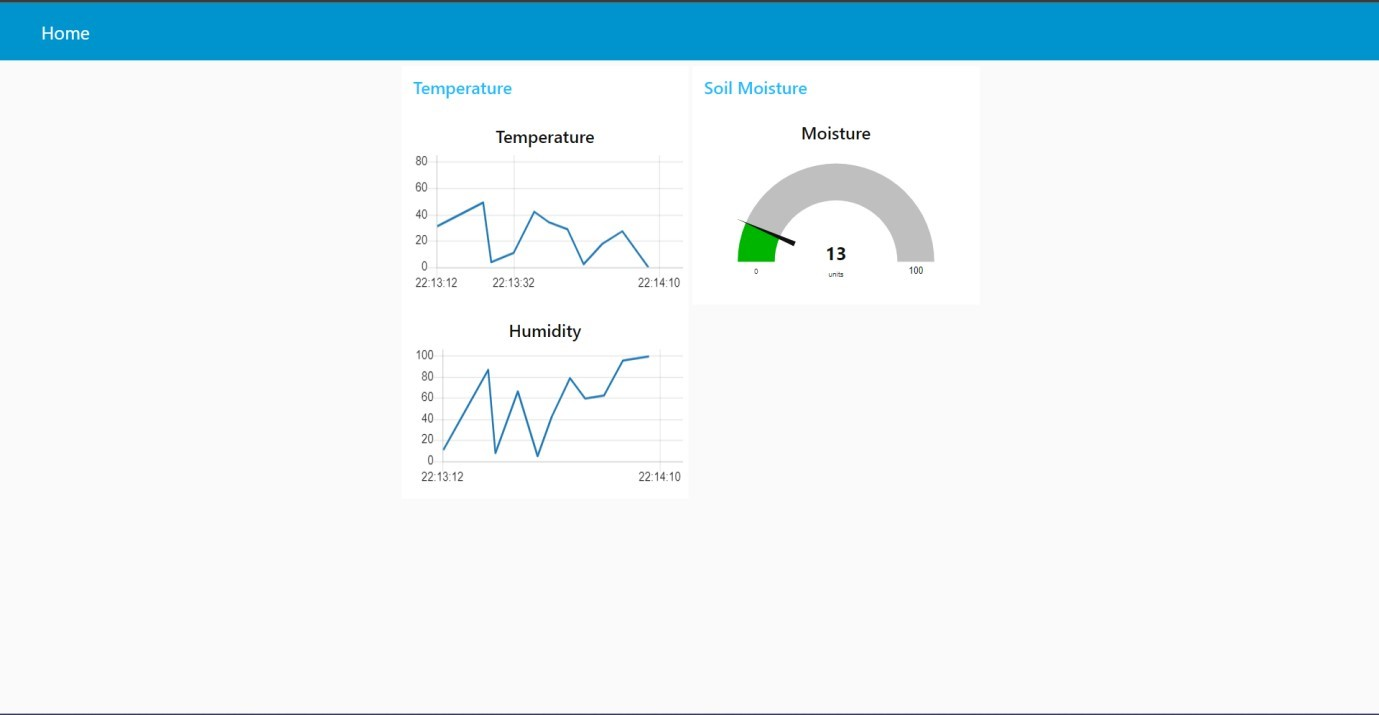 Home
Temperature
Temperature
80
60
40
20
0
22:13:12 22:13:32 22:14:10
Humidity
100
80
60
40
20
0
22:13:12 22:14:10
Soil Moisture
Moisture
13
units
0 100